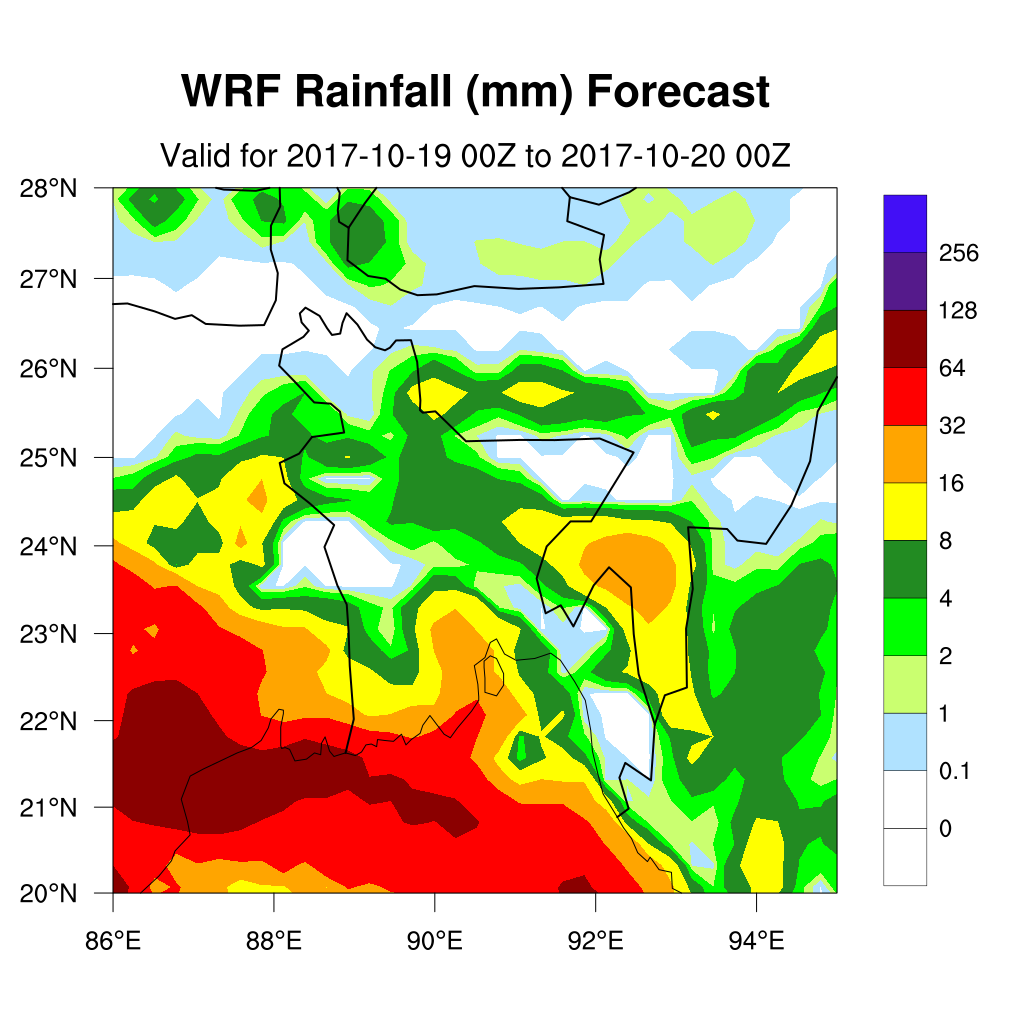 WRF Rainfall (mm) Forecast
Valid for 2017-10-19 00Z to 2017-10-20 00Z
28°N
27°N
26°N
25°N
24°N
23°N
22°N
21°N
20°N
86°E
88°E
90°E
92°E
94°E
256
128
64
32
16
8
4
2
1
0.1
0